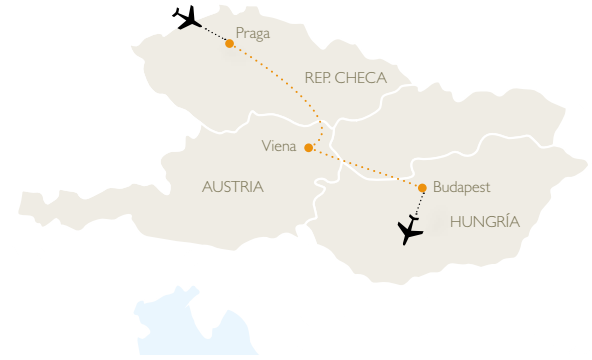 Praga
REP. CHECA
Viena
AUSTRIA
Budapest
HUNGRÍA